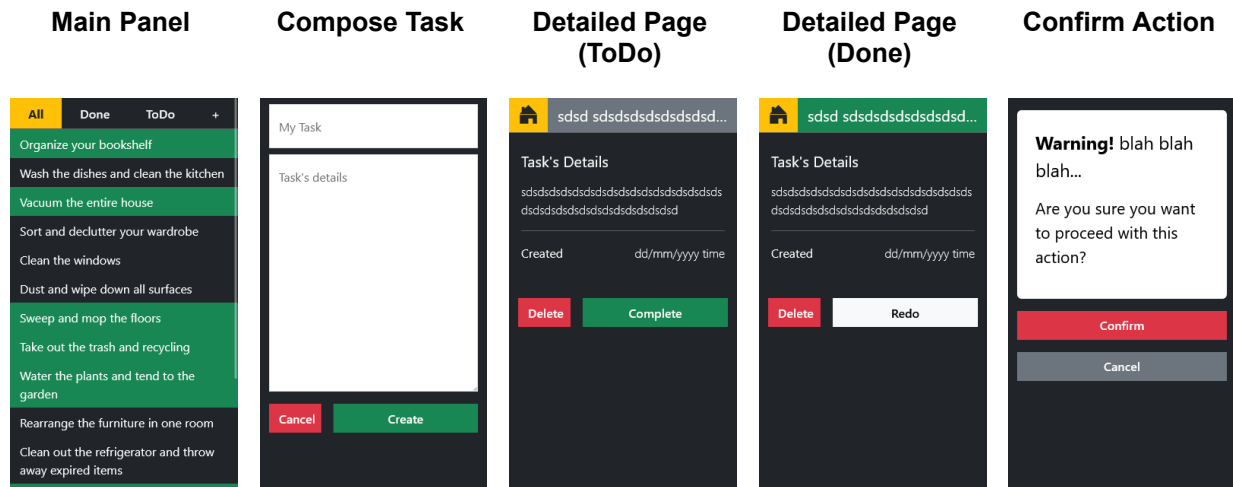 Main Panel
Compose Task
Detailed Page
(ToDo)
Detailed Page
(Done)
Confirm Action
All Done ToDo +
Organize your bookshelf
Wash the dishes and clean the kitchen
Vacuum the entire house
Sort and declutter your wardrobe
Clean the windows
Dust and wipe down all surfaces
Sweep and mop the floors
Take out the trash and recycling
Water the plants and tend to the
garden
Rearrange the furniture in one room
Clean out the refrigerator and throw
away expired items
My Task
Task's details
Cancel Create
sdsd sdsdsdsdsdsdsd...
Task's Details
sdsdsdsdsdsdsdsdsdsdsdsdsdsdsdsds
dsdsdsdsdsdsdsdsdsdsdsdsd
Created dd/mm/yyyy time
Delete Complete
sdsd sdsdsdsdsdsdsd...
Task's Details
sdsdsdsdsdsdsdsdsdsdsdsdsdsdsdsds
dsdsdsdsdsdsdsdsdsdsdsdsd
Created dd/mm/yyyy time
Delete Redo
Warning! blah blah
blah...
Are you sure you want
to proceed with this
action?
Confirm
Cancel